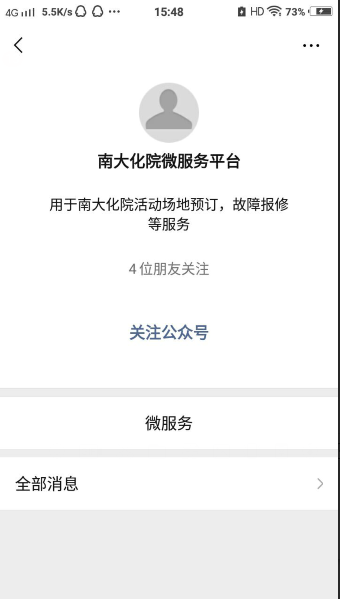 4G 5.5K/s 15:48 HD 73%
南大化院微服务平台
用于南大化院活动场地预订，故障报修
等服务
4位朋友关注
关注公众号
微服务
全部消息